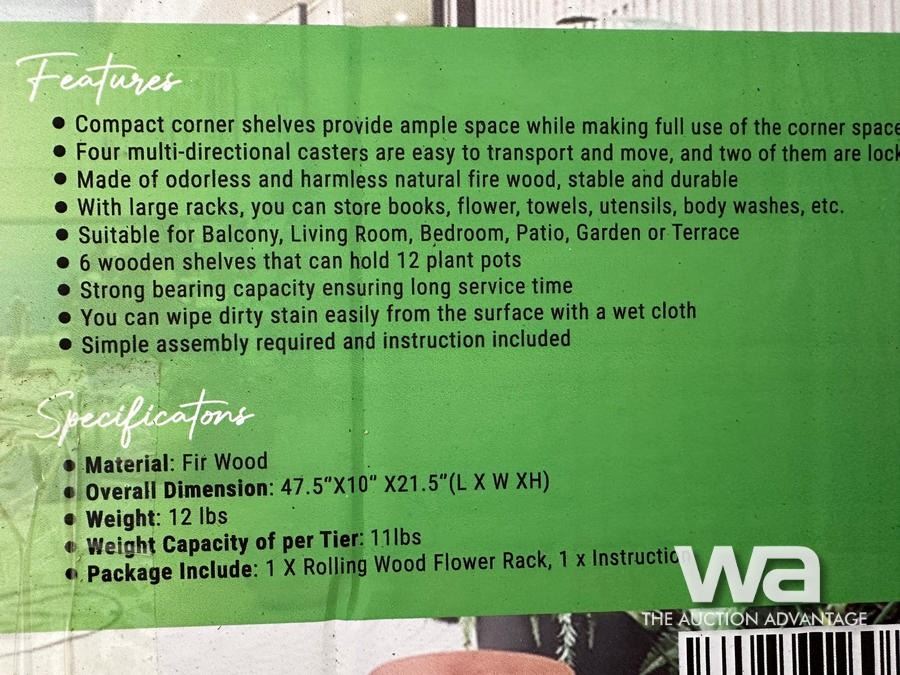 Features
● Compact corner shelves provide ample space while making full use of the corner space
● Four multi-directional casters are easy to transport and move, and two of them are lock
● Made of odorless and harmless natural fire wood, stable and durable
● With large racks, you can store books, flower, towels, utensils, body washes, etc.
● Suitable for Balcony, Living Room, Bedroom, Patio, Garden or Terrace
● 6 wooden shelves that can hold 12 plant pots
● Strong bearing capacity ensuring long service time
● You can wipe dirty stain easily from the surface with a wet cloth
● Simple assembly required and instruction included
Specificatons
● Material: Fir Wood
● Overall Dimension: 47.5”X10” X21.5”(L X W XH)
● Weight: 12 lbs
● Weight Capacity of per Tier: 11lbs
● Package Include: 1 X Rolling Wood Flower Rack, 1 x Instruction
wa
THE AUCTION ADVANTAGE